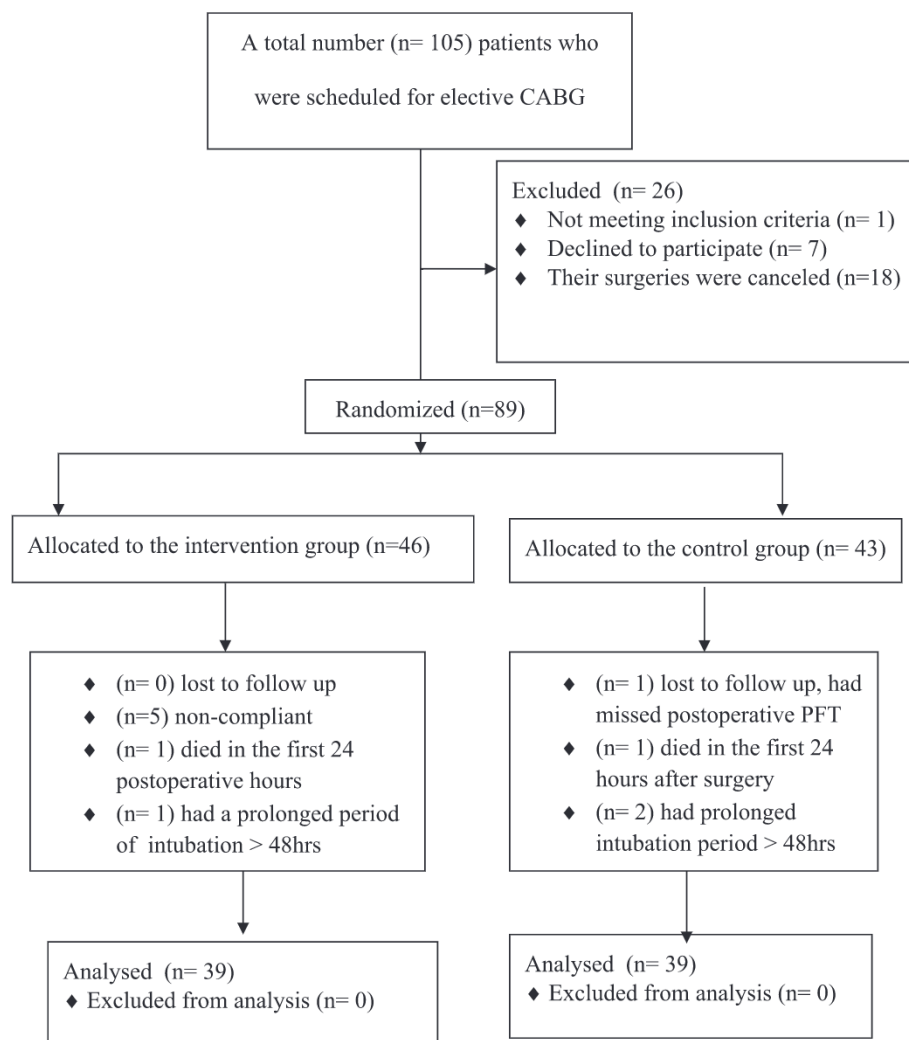 A total number (n= 105) patients who
were scheduled for elective CABG
Excluded (n= 26)
♦ Not meeting inclusion criteria (n= 1)
♦ Declined to participate (n= 7)
♦ Their surgeries were canceled (n=18)
Randomized (n=89)
Allocated to the intervention group (n=46)
Allocated to the control group (n= 43)
♦ (n= 0) lost to follow up
♦ (n=5) non-compliant
♦ (n= 1) died in the first 24
postoperative hours
♦ (n= 1) had a prolonged period
of intubation > 48hrs
♦ (n= 1) lost to follow up, had
missed postoperative PFT
♦ (n= 1) died in the first 24
hours after surgery
♦ (n= 2) had prolonged
intubation period > 48hrs
Analysed (n= 39)
♦ Excluded from analysis (n= 0)
Analysed (n= 39)
♦ Excluded from analysis (n= 0)